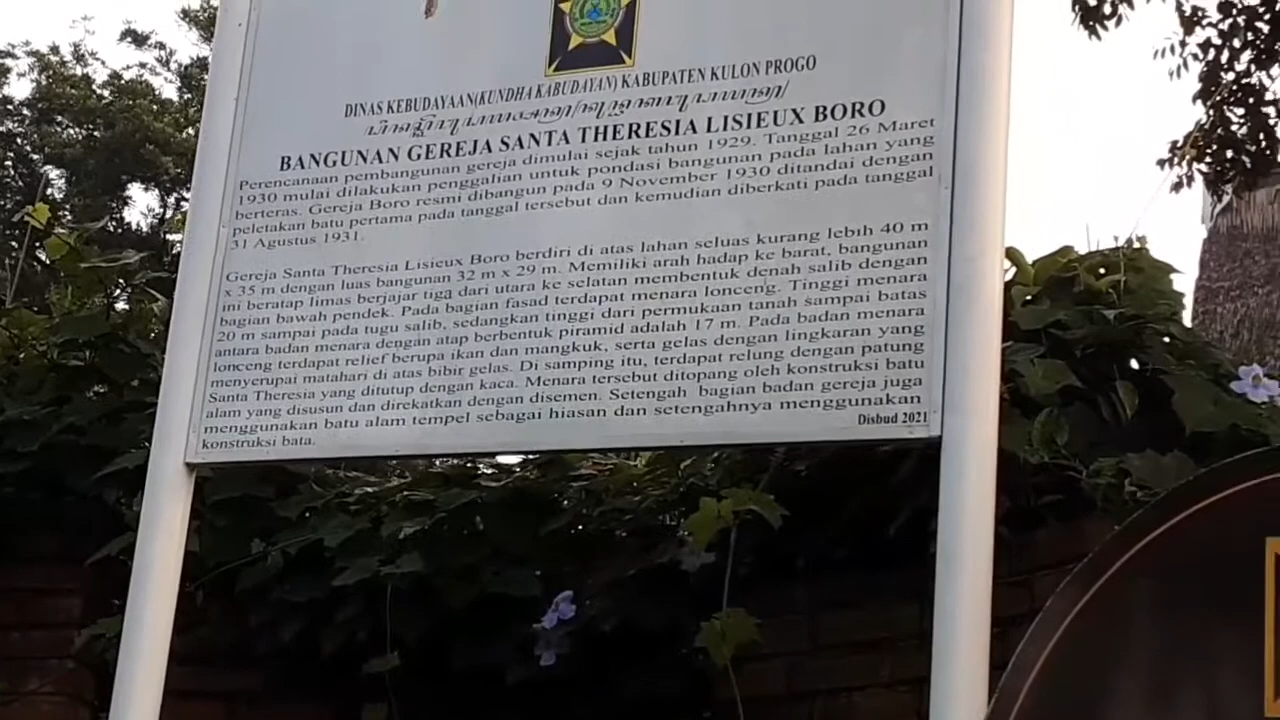 DINAS KEBUDAYAAN(KUNDHA KABUDAYAN) KABUPATEN KULON PROGO
BANGUNAN GEREJA SANTA THERESIA LISIEUX BORO
Perencanaan pembangunan gereja dimulai sejak tahun 1929. Tanggal 26 Maret
1930 mulai dilakukan penggalian untuk pondasi bangunan pada lahan yang
berteras. Gereja Boro resmi dibangun pada 9 November 1930 ditandai dengan
peletakan batu pertama pada tanggal tersebut dan kemudian diberkati pada tanggal
31 Agustus 1931.
Gereja Santa Theresia Lisieux Boro berdiri di atas lahan seluas kurang lebih 40 m
x 35 m dengan luas bangunan 32 m x 29 m. Memiliki arah hadap ke barat, bangunan
ini beratap limas berjajar tiga dari utara ke selatan membentuk denah salib dengan
bagian bawah pendek. Pada bagian fasad terdapat menara lonceng. Tinggi menara
20 m sampai pada tugu salib, sedangkan tinggi dari permukaan tanah sampai batas
antara badan menara dengan atap berbentuk piramid adalah 17 m. Pada badan menara
lonceng terdapat relief berupa ikan dan mangkuk, serta gelas dengan lingkaran yang
menyerupai matahari di atas bibir gelas. Di samping itu, terdapat relung dengan patung
Santa Theresia yang ditutup dengan kaca. Menara tersebut ditopang oleh konstruksi batu
alam yang disusun dan direkatkan dengan disemen. Setengah bagian badan gereja juga
menggunakan batu alam tempel sebagai hiasan dan setengahnya menggunakan
konstruksi bata.
Disbud 2021